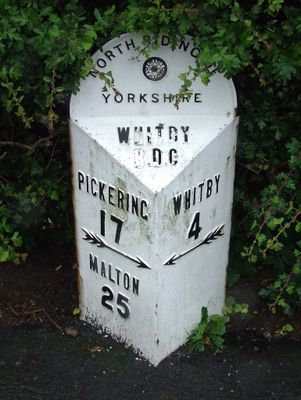 NORTH RIDING OF
YORKSHIRE
WHITBY
R.D.C
PICKERING
17
MALTON
25
WHITBY
4